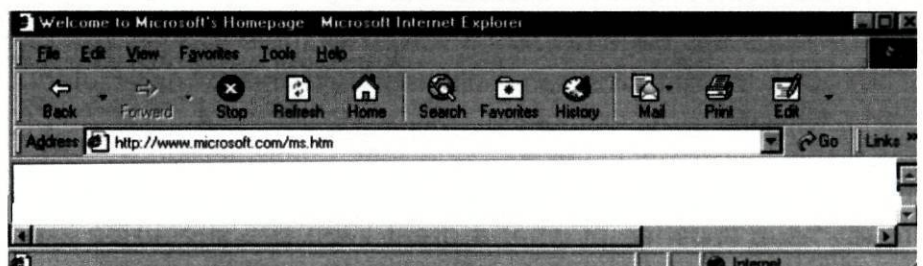 Welcome to Microsoft's Homepage Microsoft Internet Explorer
File Edit View Favorites Tools Help
Back Forward Stop Refresh Home Search Favorites History Mail Print Edit
Address http://www.microsoft.com/ms.htm Go Links »
Internet